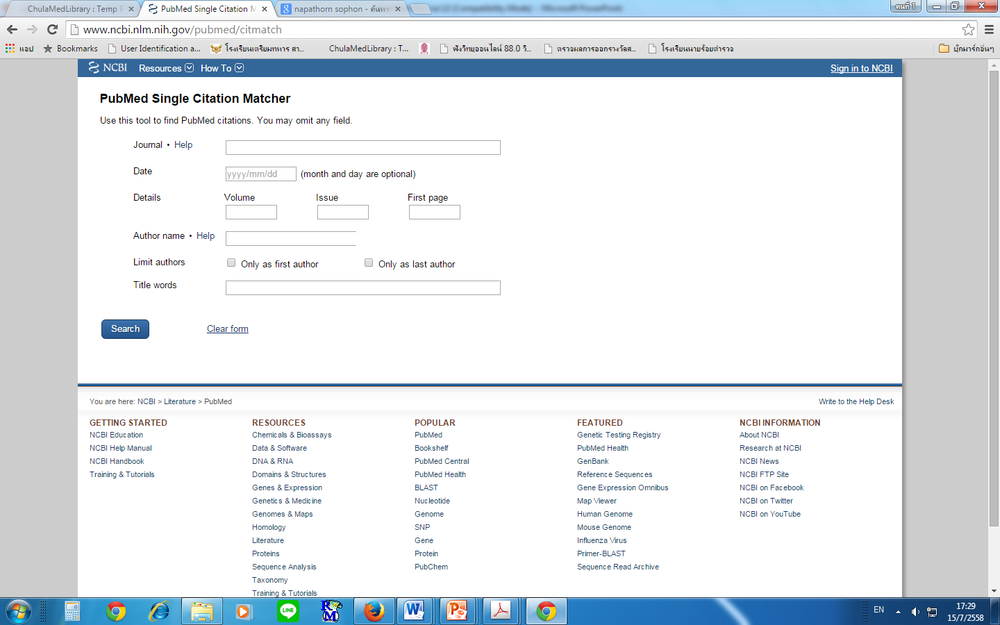 ChulaMedLibrary : Temp
PubMed Single Citation M
napathorn sophon - ค้นหา
คนที่ 1
www.ncbi.nlm.nih.gov/pubmed/citmatch
แอป
Bookmarks
User Identification a...
โรงเรียนเตรียมทหาร สา...
ChulaMedLibrary : T...
ฟังวิทยุออนไลน์ 88.0 วิ...
ตรวจผลการออกรางวัลส...
โรงเรียนนายร้อยตำรวจ
บุ๊กมาร์กอื่นๆ
NCBI Resources How To
Sign in to NCBI
PubMed Single Citation Matcher
Use this tool to find PubMed citations. You may omit any field.
Journal • Help
Date yyyy/mm/dd (month and day are optional)
Details Volume Issue First page
Author name • Help
Limit authors Only as first author Only as last author
Title words
Search Clear form
You are here: NCBI > Literature > PubMed
Write to the Help Desk
GETTING STARTED
NCBI Education
NCBI Help Manual
NCBI Handbook
Training & Tutorials
RESOURCES
Chemicals & Bioassays
Data & Software
DNA & RNA
Domains & Structures
Genes & Expression
Genetics & Medicine
Genomes & Maps
Homology
Literature
Proteins
Sequence Analysis
Taxonomy
Training & Tutorials
POPULAR
PubMed
Bookshelf
PubMed Central
PubMed Health
BLAST
Nucleotide
Genome
SNP
Gene
Protein
PubChem
FEATURED
Genetic Testing Registry
PubMed Health
GenBank
Reference Sequences
Gene Expression Omnibus
Map Viewer
Human Genome
Mouse Genome
Influenza Virus
Primer-BLAST
Sequence Read Archive
NCBI INFORMATION
About NCBI
Research at NCBI
NCBI News
NCBI FTP Site
NCBI on Facebook
NCBI on Twitter
NCBI on YouTube
LINE
RM
EN
17:29
15/7/2558